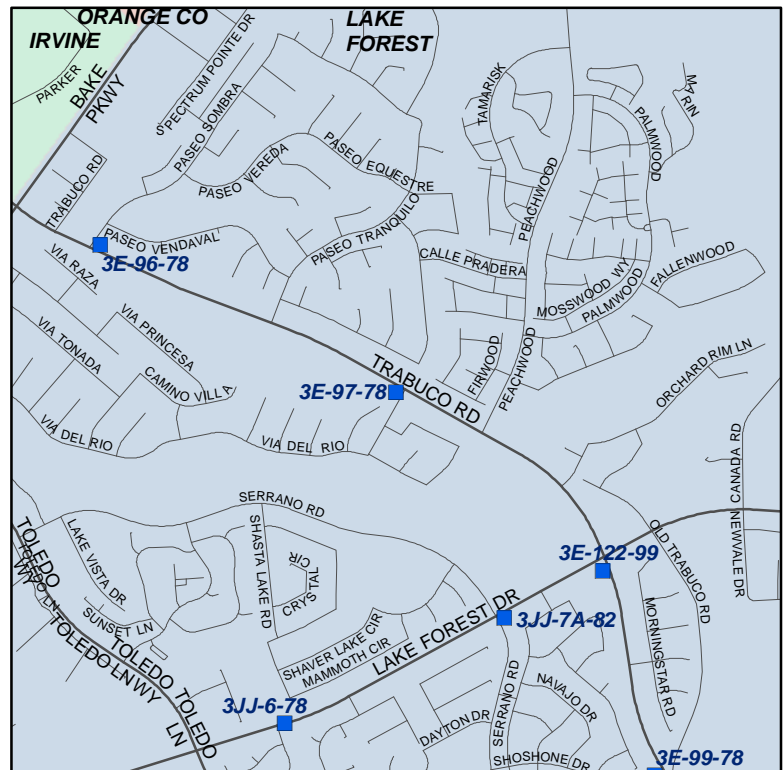 ORANGE CO
IRVINE
LAKE
FOREST
PARKER
BAKE
PKWY
SPECTRUM POINTE DR
PASEO SOMBRA
PASEO VEREDA
PASEO EQUESTRE
TAMARISK
PEACHWOOD
PALMWOOD
TRABUCO RD
PASEO VENDAVAL
3E-96-78
VIA RAZA
PASEO TRANQUILO
CALLE PRADERA
MOSSWOOD WY
PALMWOOD
FALLENWOOD
VIA TONADA
VIA PRINCESA
CAMINO VILLA
3E-97-78
TRABUCO RD
FIRWOOD
PEACHWOOD
ORCHARD RIM LN
VIA DEL RIO
VIA DEL RIO
NEWVALE DR
CANADA RD
SERRANO RD
SHASTA LAKE RD
CRYSTAL
CIR
TOLEDO
WY
TOLEDO LN
LAKE VISTA DR
SUNSET LN
3E-122-99
OLD TRABUCO RD
LAKE FOREST DR
3JJ-7A-82
SHAVER LAKE CIR
MAMMOTH CIR
MORNINGSTAR RD
TOLEDO LN
TOLEDO
WY
TOLEDO
LN
3JJ-6-78
DAYTON DR
SERRANO RD
NAVAJO DR
SHOSHONE DR
3E-99-78